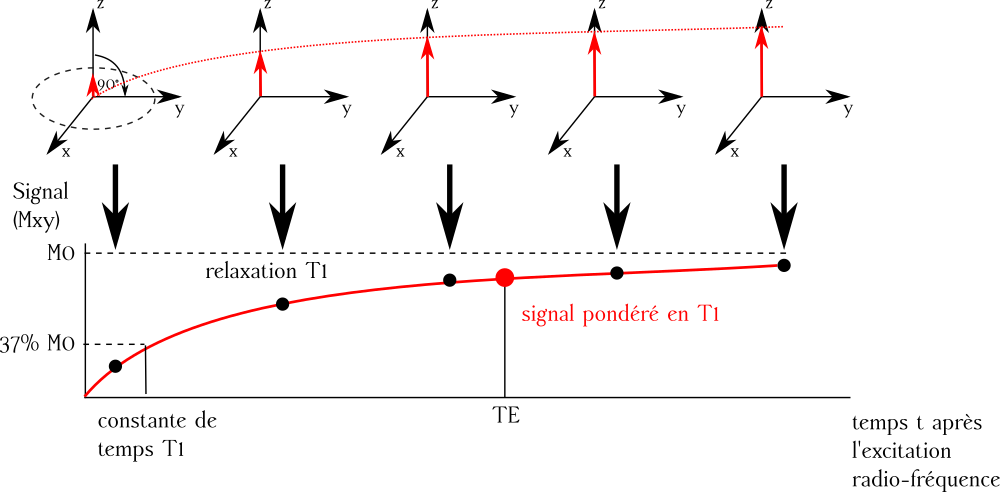 z z z z z
90°
y y y y y
x x x x x
Signal
(Mxy)
M0
relaxation T1
signal pondéré en T1
37% M0
constante de
temps T1
TE
temps t après
l'excitation
radio-fréquence